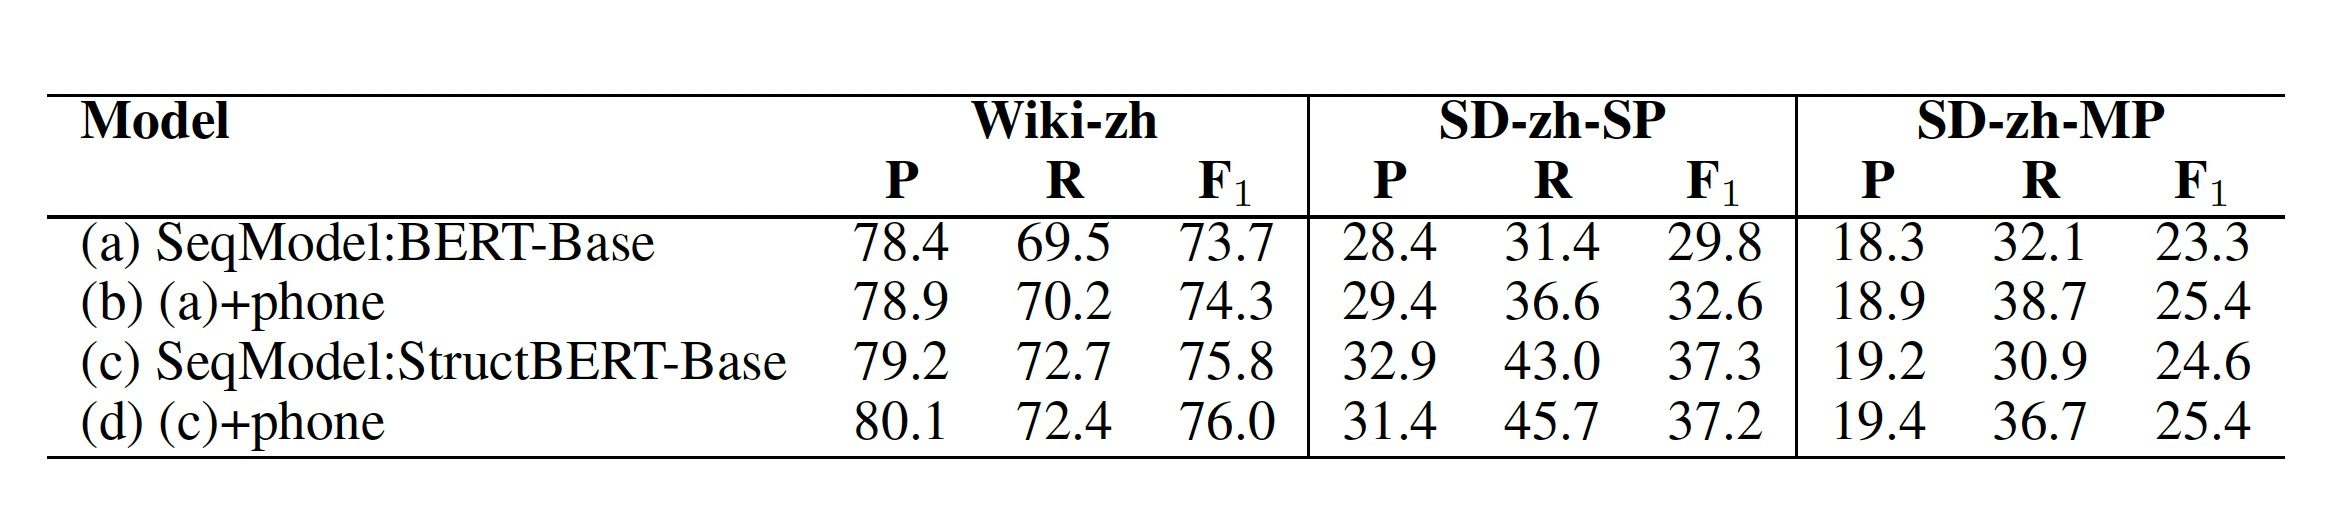 Model Wiki-zh SD-zh-SP SD-zh-MP
P R F1 P R F1 P R F1
(a) SeqModel:BERT-Base 78.4 69.5 73.7 28.4 31.4 29.8 18.3 32.1 23.3
(b) (a)+phone 78.9 70.2 74.3 29.4 36.6 32.6 18.9 38.7 25.4
(c) SeqModel:StructBERT-Base 79.2 72.7 75.8 32.9 43.0 37.3 19.2 30.9 24.6
(d) (c)+phone 80.1 72.4 76.0 31.4 45.7 37.2 19.4 36.7 25.4